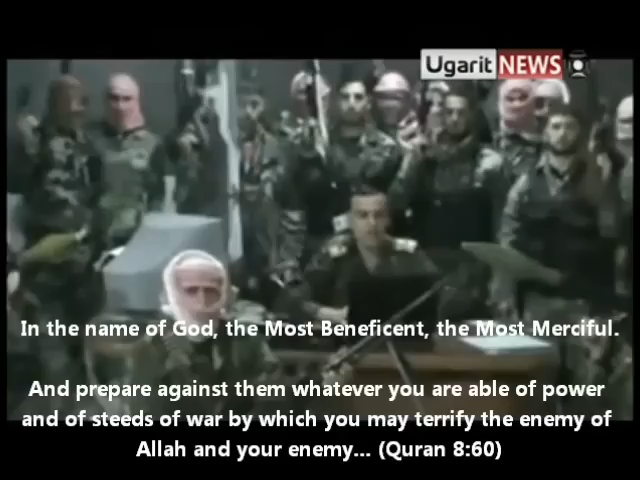 Ugarit NEWS
In the name of God, the Most Beneficent, the Most Merciful.
And prepare against them whatever you are able of power
and of steeds of war by which you may terrify the enemy of
Allah and your enemy... (Quran 8:60)